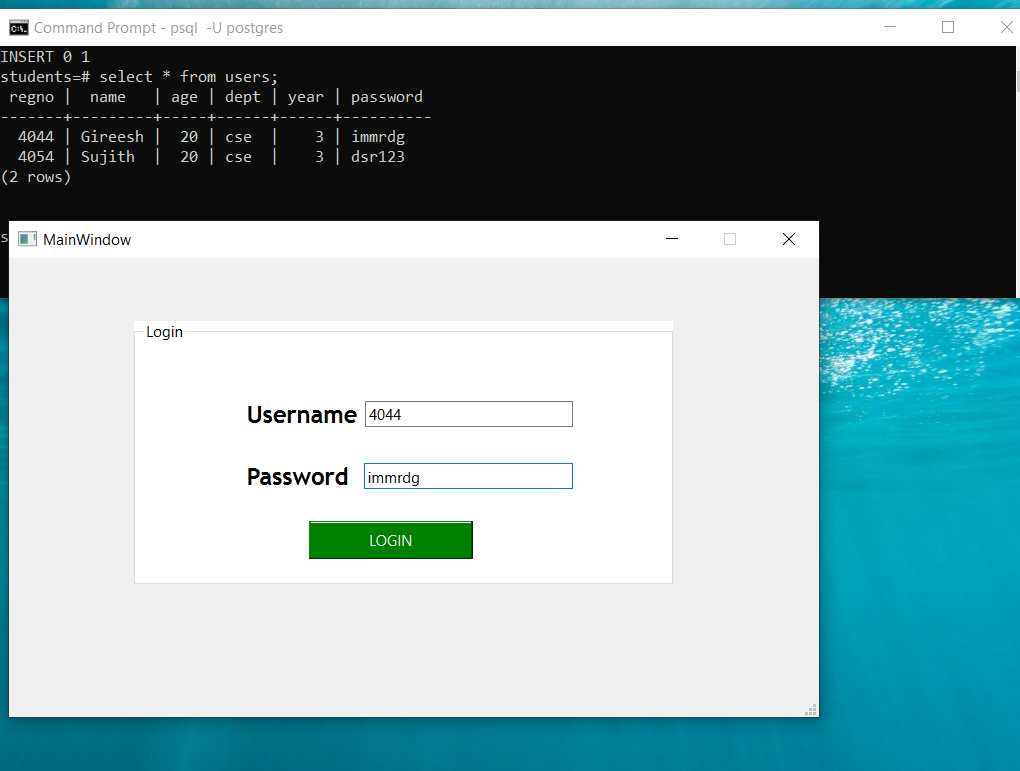 Command Prompt - psql  -U postgres
INSERT 0 1
students=# select * from users;
 regno |  name   | age | dept | year | password
-------+---------+-----+------+------+----------
  4044 | Gireesh |  20 | cse  |    3 | immrdg
  4054 | Sujith  |  20 | cse  |    3 | dsr123
(2 rows)
s
MainWindow
Login
Username 4044
Password immrdg
LOGIN